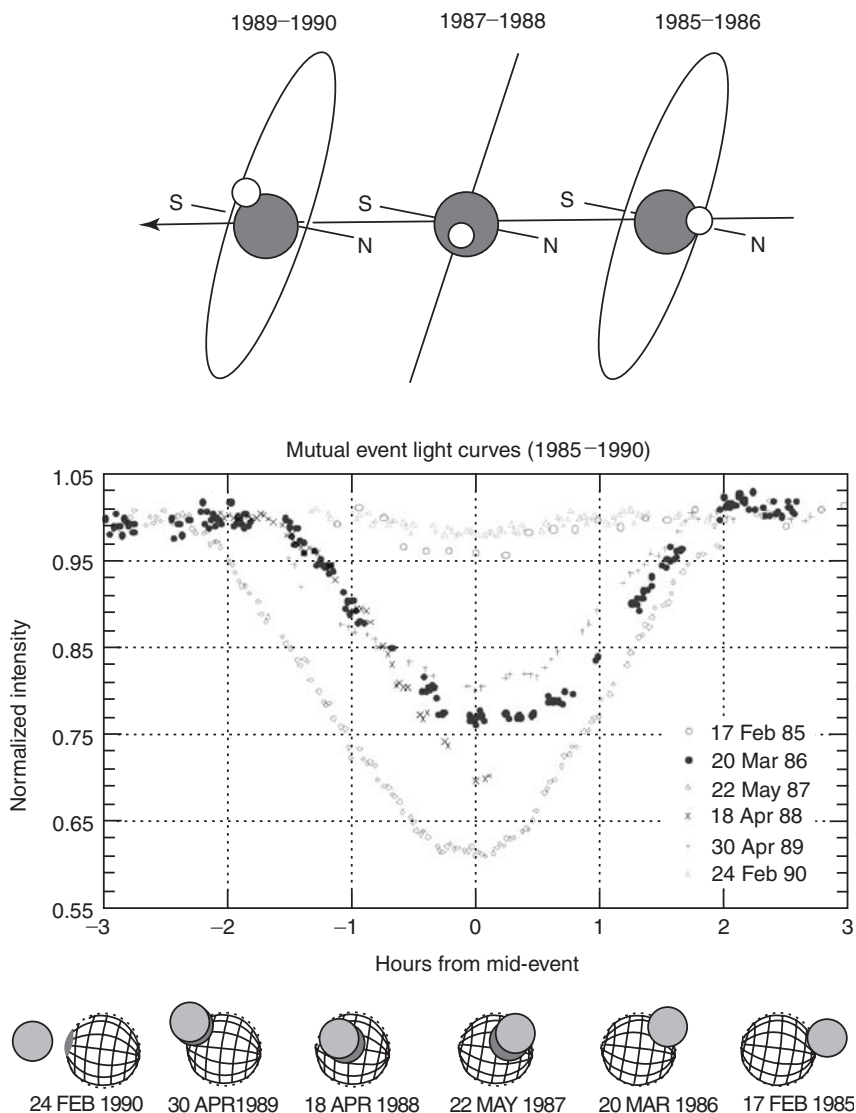 1989–1990 1987–1988 1985–1986
S S S
N N N
Mutual event light curves (1985–1990)
1.05
0.95
0.85
0.75
0.65
0.55
Normalized intensity
17 Feb 85
20 Mar 86
22 May 87
18 Apr 88
30 Apr 89
24 Feb 90
–3 –2 –1 0 1 2 3
Hours from mid-event
24 FEB 1990 30 APR1989 18 APR 1988 22 MAY 1987 20 MAR 1986 17 FEB 1985